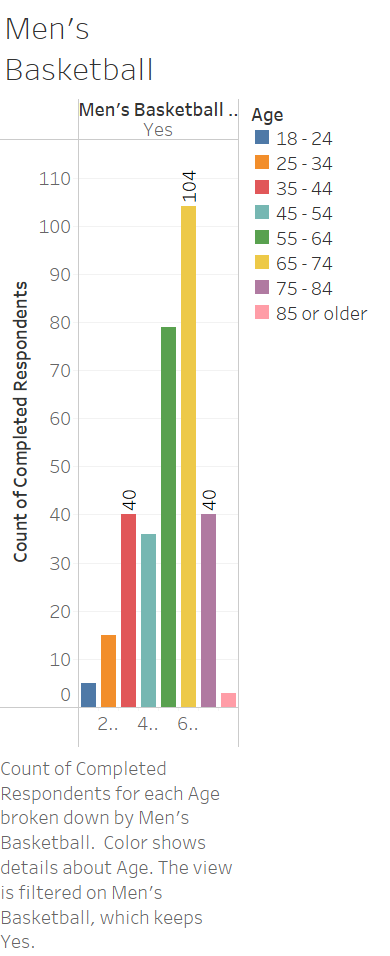 Men's
Basketball
Men's Basketball ..
Yes
Age
18 - 24
25 - 34
35 - 44
45 - 54
55 - 64
65 - 74
75 - 84
85 or older
Count of Completed Respondents
110
100
90
80
70
60
50
40
30
20
10
0
40
104
40
2..
4..
6..
Count of Completed
Respondents for each Age
broken down by Men's
Basketball.  Color shows
details about Age. The view
is filtered on Men's
Basketball, which keeps
Yes.